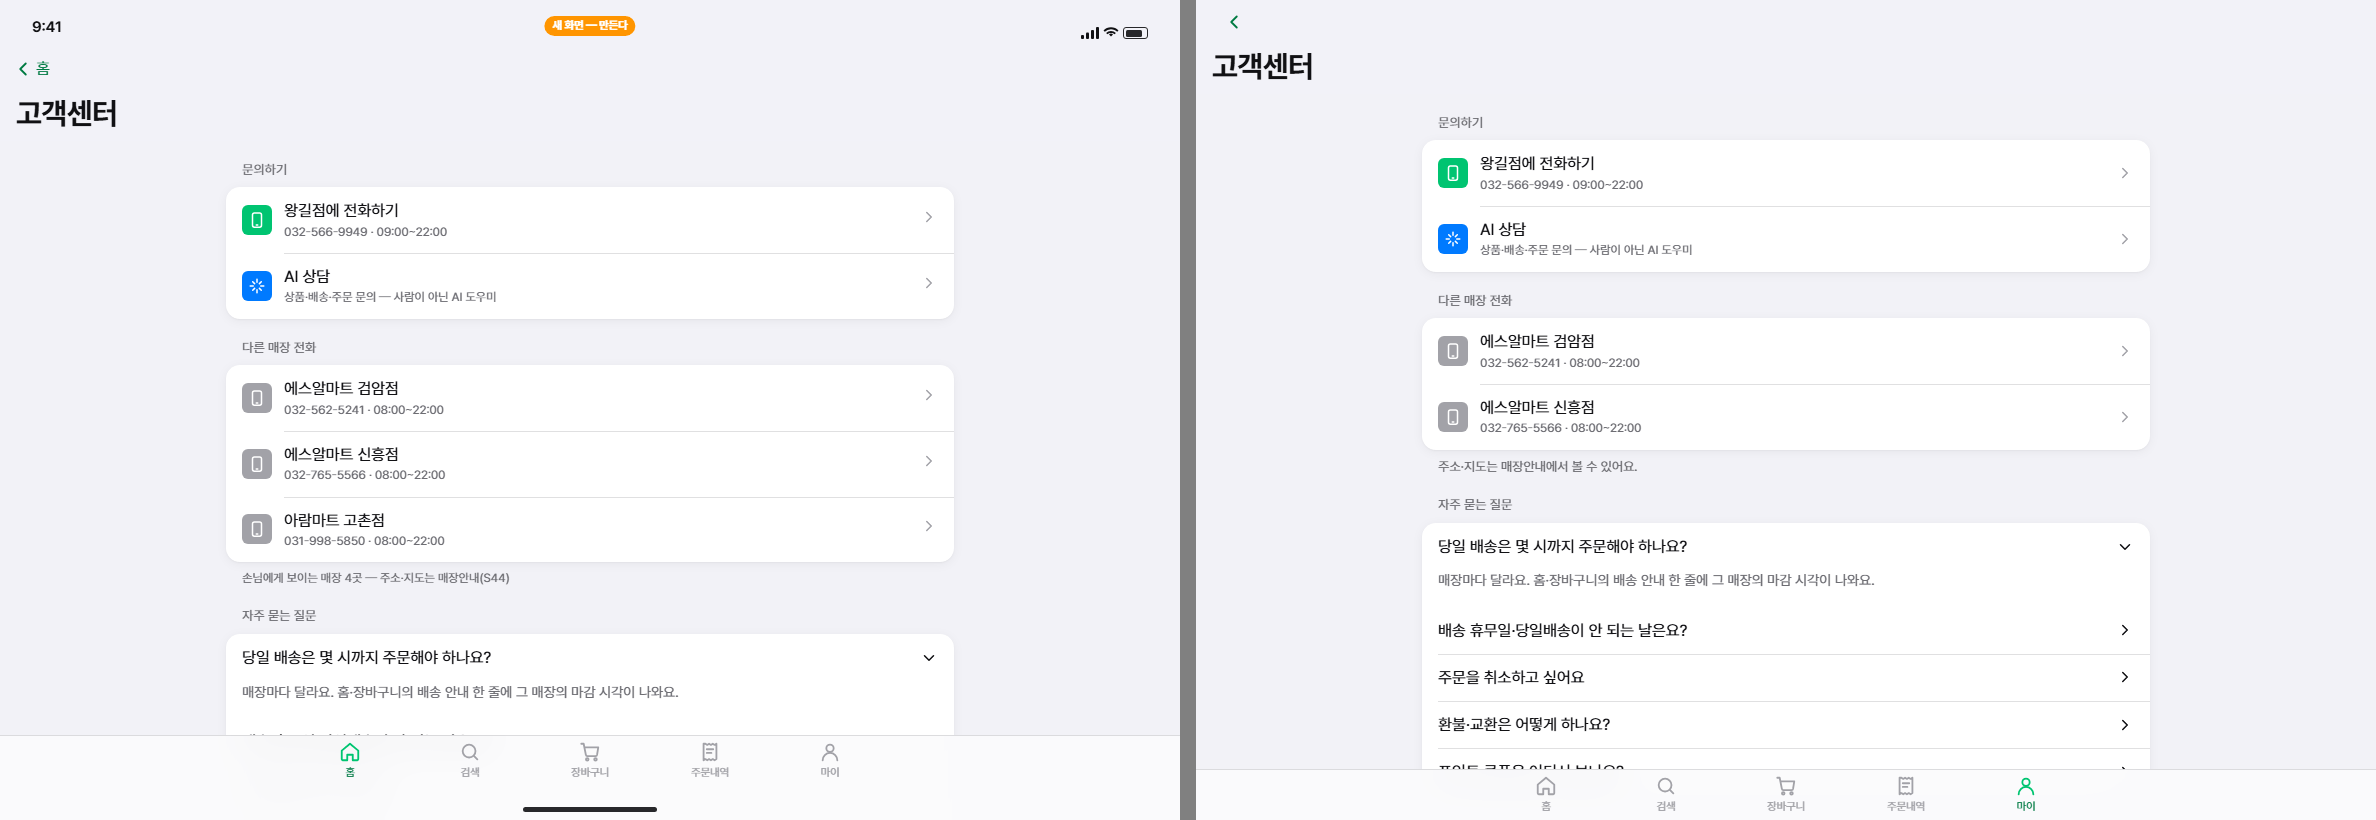 9:41
새 화면 — 만든다
홈
고객센터
문의하기
왕길점에 전화하기
032-566-9949 · 09:00~22:00
AI 상담
상품·배송·주문 문의 — 사람이 아닌 AI 도우미
다른 매장 전화
에스알마트 검암점
032-562-5241 · 08:00~22:00
에스알마트 신흥점
032-765-5566 · 08:00~22:00
아람마트 고촌점
031-998-5850 · 08:00~22:00
손님에게 보이는 매장 4곳 — 주소·지도는 매장안내(S44)
자주 묻는 질문
당일 배송은 몇 시까지 주문해야 하나요?
매장마다 달라요. 홈·장바구니의 배송 안내 한 줄에 그 매장의 마감 시각이 나와요.
홈
검색
장바구니
주문내역
마이
고객센터
문의하기
왕길점에 전화하기
032-566-9949 · 09:00~22:00
AI 상담
상품·배송·주문 문의 — 사람이 아닌 AI 도우미
다른 매장 전화
에스알마트 검암점
032-562-5241 · 08:00~22:00
에스알마트 신흥점
032-765-5566 · 08:00~22:00
주소·지도는 매장안내에서 볼 수 있어요.
자주 묻는 질문
당일 배송은 몇 시까지 주문해야 하나요?
매장마다 달라요. 홈·장바구니의 배송 안내 한 줄에 그 매장의 마감 시각이 나와요.
배송 휴무일·당일배송이 안 되는 날은요?
주문을 취소하고 싶어요
환불·교환은 어떻게 하나요?
홈
검색
장바구니
주문내역
마이